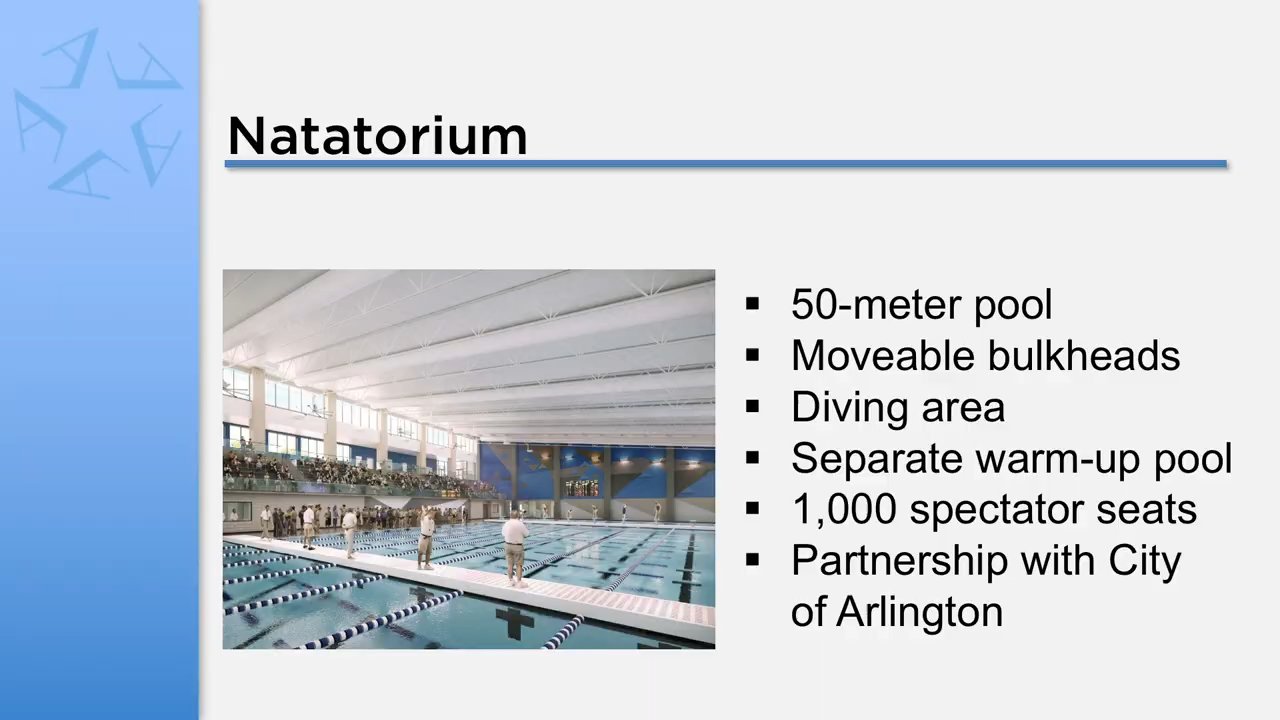 Natatorium
▪ 50-meter pool
▪ Moveable bulkheads
▪ Diving area
▪ Separate warm-up pool
▪ 1,000 spectator seats
▪ Partnership with City
of Arlington